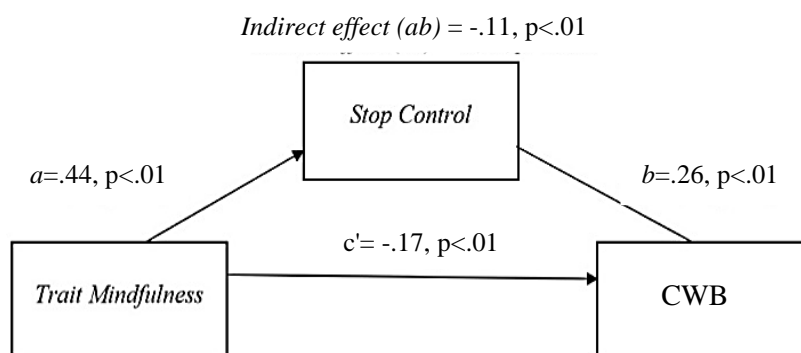 Indirect effect (ab) = -.11, p<.01
Stop Control
a=.44, p<.01
b=.26, p<.01
c'= -.17, p<.01
Trait Mindfulness
CWB